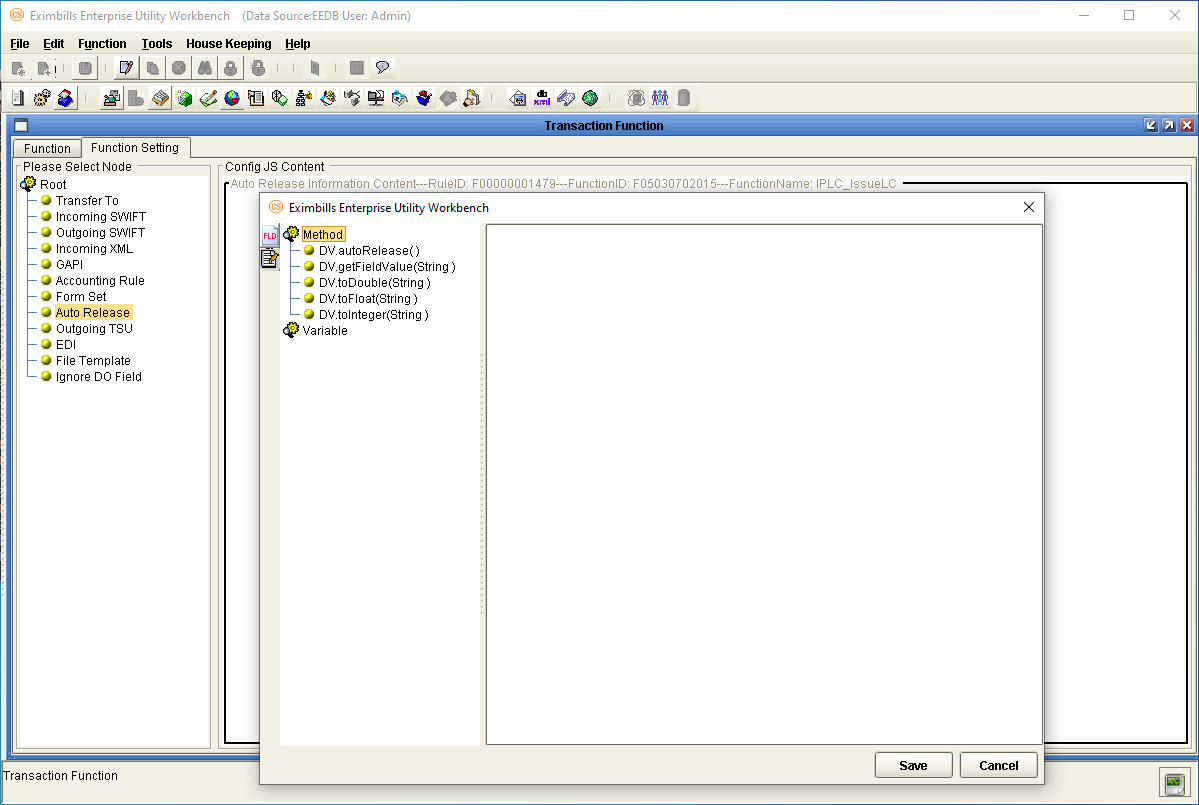 Eximbills Enterprise Utility Workbench (Data Source:EEDB User: Admin)
File Edit Function Tools House Keeping Help
Transaction Function
Function Function Setting
Please Select Node
Root
Transfer To
Incoming SWIFT
Outgoing SWIFT
Incoming XML
GAPI
Accounting Rule
Form Set
Auto Release
Outgoing TSU
EDI
File Template
Ignore DO Field
Config JS Content
Auto Release Information Content---RuleID: F00000001479---FunctionID: F05030702015---FunctionName: IPLC_IssueLC
Eximbills Enterprise Utility Workbench
FLD
Method
DV.autoRelease( )
DV.getFieldValue(String )
DV.toDouble(String )
DV.toFloat(String )
DV.toInteger(String )
Variable
Save Cancel
Transaction Function
db
xml
CS
CS